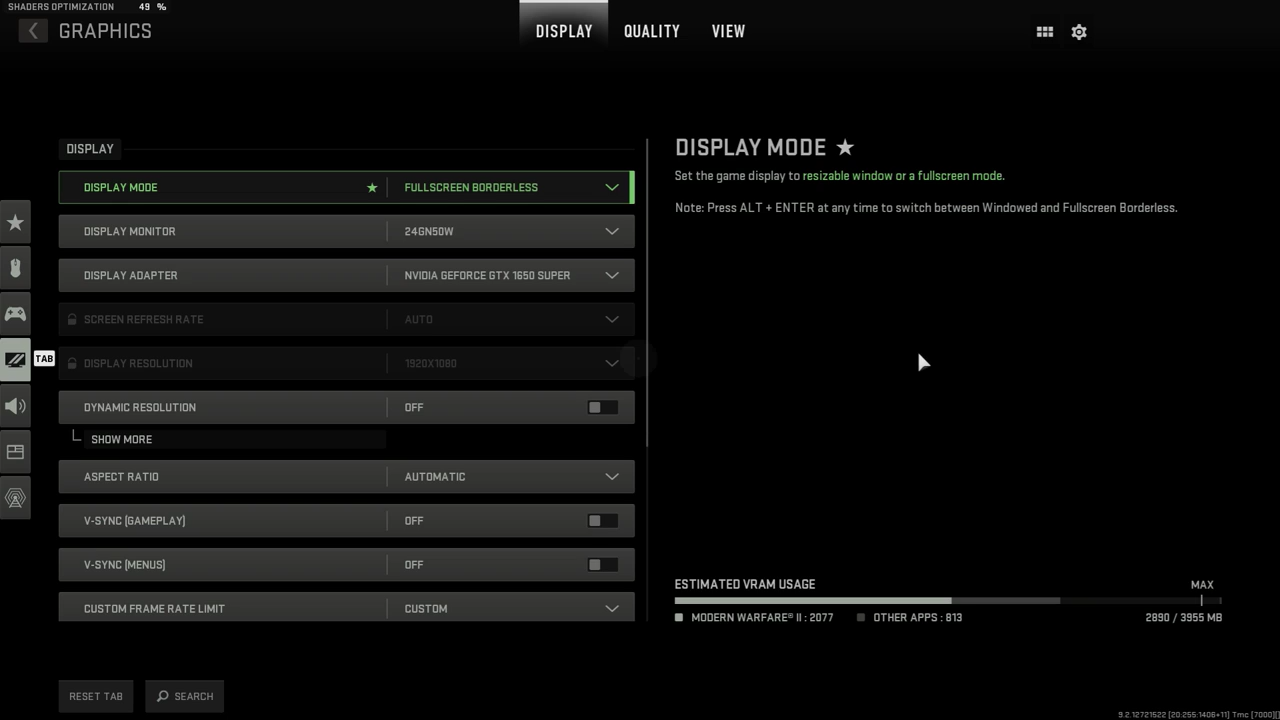 SHADERS OPTIMIZATION 49 %
GRAPHICS
DISPLAY QUALITY VIEW
DISPLAY
DISPLAY MODE FULLSCREEN BORDERLESS
DISPLAY MONITOR 24GN50W
DISPLAY ADAPTER NVIDIA GEFORCE GTX 1650 SUPER
SCREEN REFRESH RATE AUTO
TAB
DISPLAY RESOLUTION 1920X1080
DYNAMIC RESOLUTION OFF
SHOW MORE
ASPECT RATIO AUTOMATIC
V-SYNC (GAMEPLAY) OFF
V-SYNC (MENUS) OFF
CUSTOM FRAME RATE LIMIT CUSTOM
DISPLAY MODE ★
Set the game display to resizable window or a fullscreen mode.
Note: Press ALT + ENTER at any time to switch between Windowed and Fullscreen Borderless.
ESTIMATED VRAM USAGE MAX
MODERN WARFARE® II : 2077 OTHER APPS : 813 2890 / 3955 MB
RESET TAB SEARCH